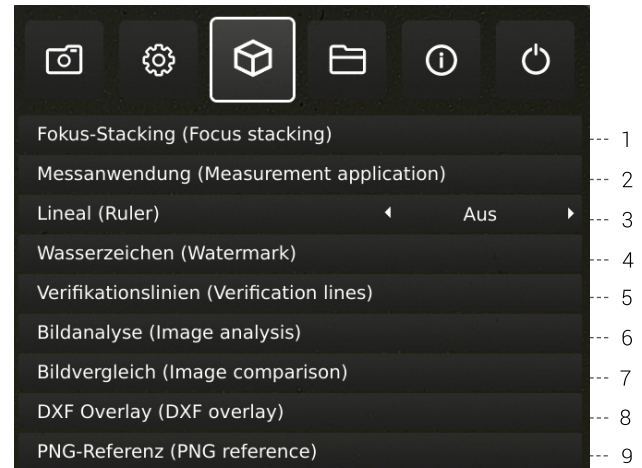 Fokus-Stacking (Focus stacking) 1
Messanwendung (Measurement application) 2
Lineal (Ruler) Aus 3
Wasserzeichen (Watermark) 4
Verifikationslinien (Verification lines) 5
Bildanalyse (Image analysis) 6
Bildvergleich (Image comparison) 7
DXF Overlay (DXF overlay) 8
PNG-Referenz (PNG reference) 9